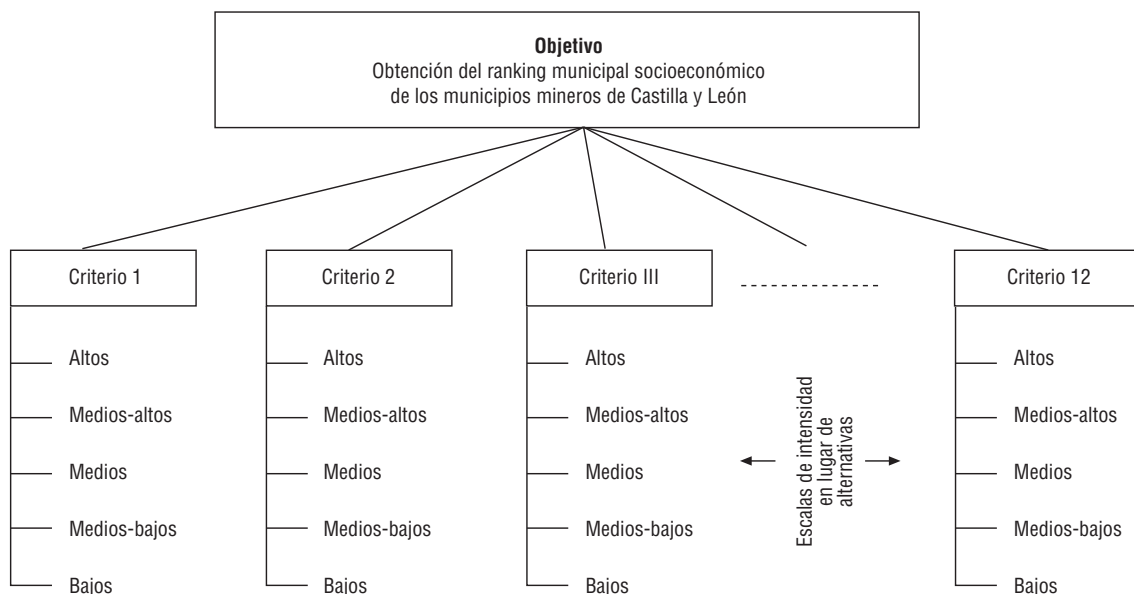 Objetivo
Obtención del ranking municipal socioeconómico
de los municipios mineros de Castilla y León
Criterio 1
Altos
Medios-altos
Medios
Medios-bajos
Bajos
Criterio 2
Altos
Medios-altos
Medios
Medios-bajos
Bajos
Criterio III
Altos
Medios-altos
Medios
Medios-bajos
Bajos
Escalas de intensidad
en lugar de
alternativas
Criterio 12
Altos
Medios-altos
Medios
Medios-bajos
Bajos